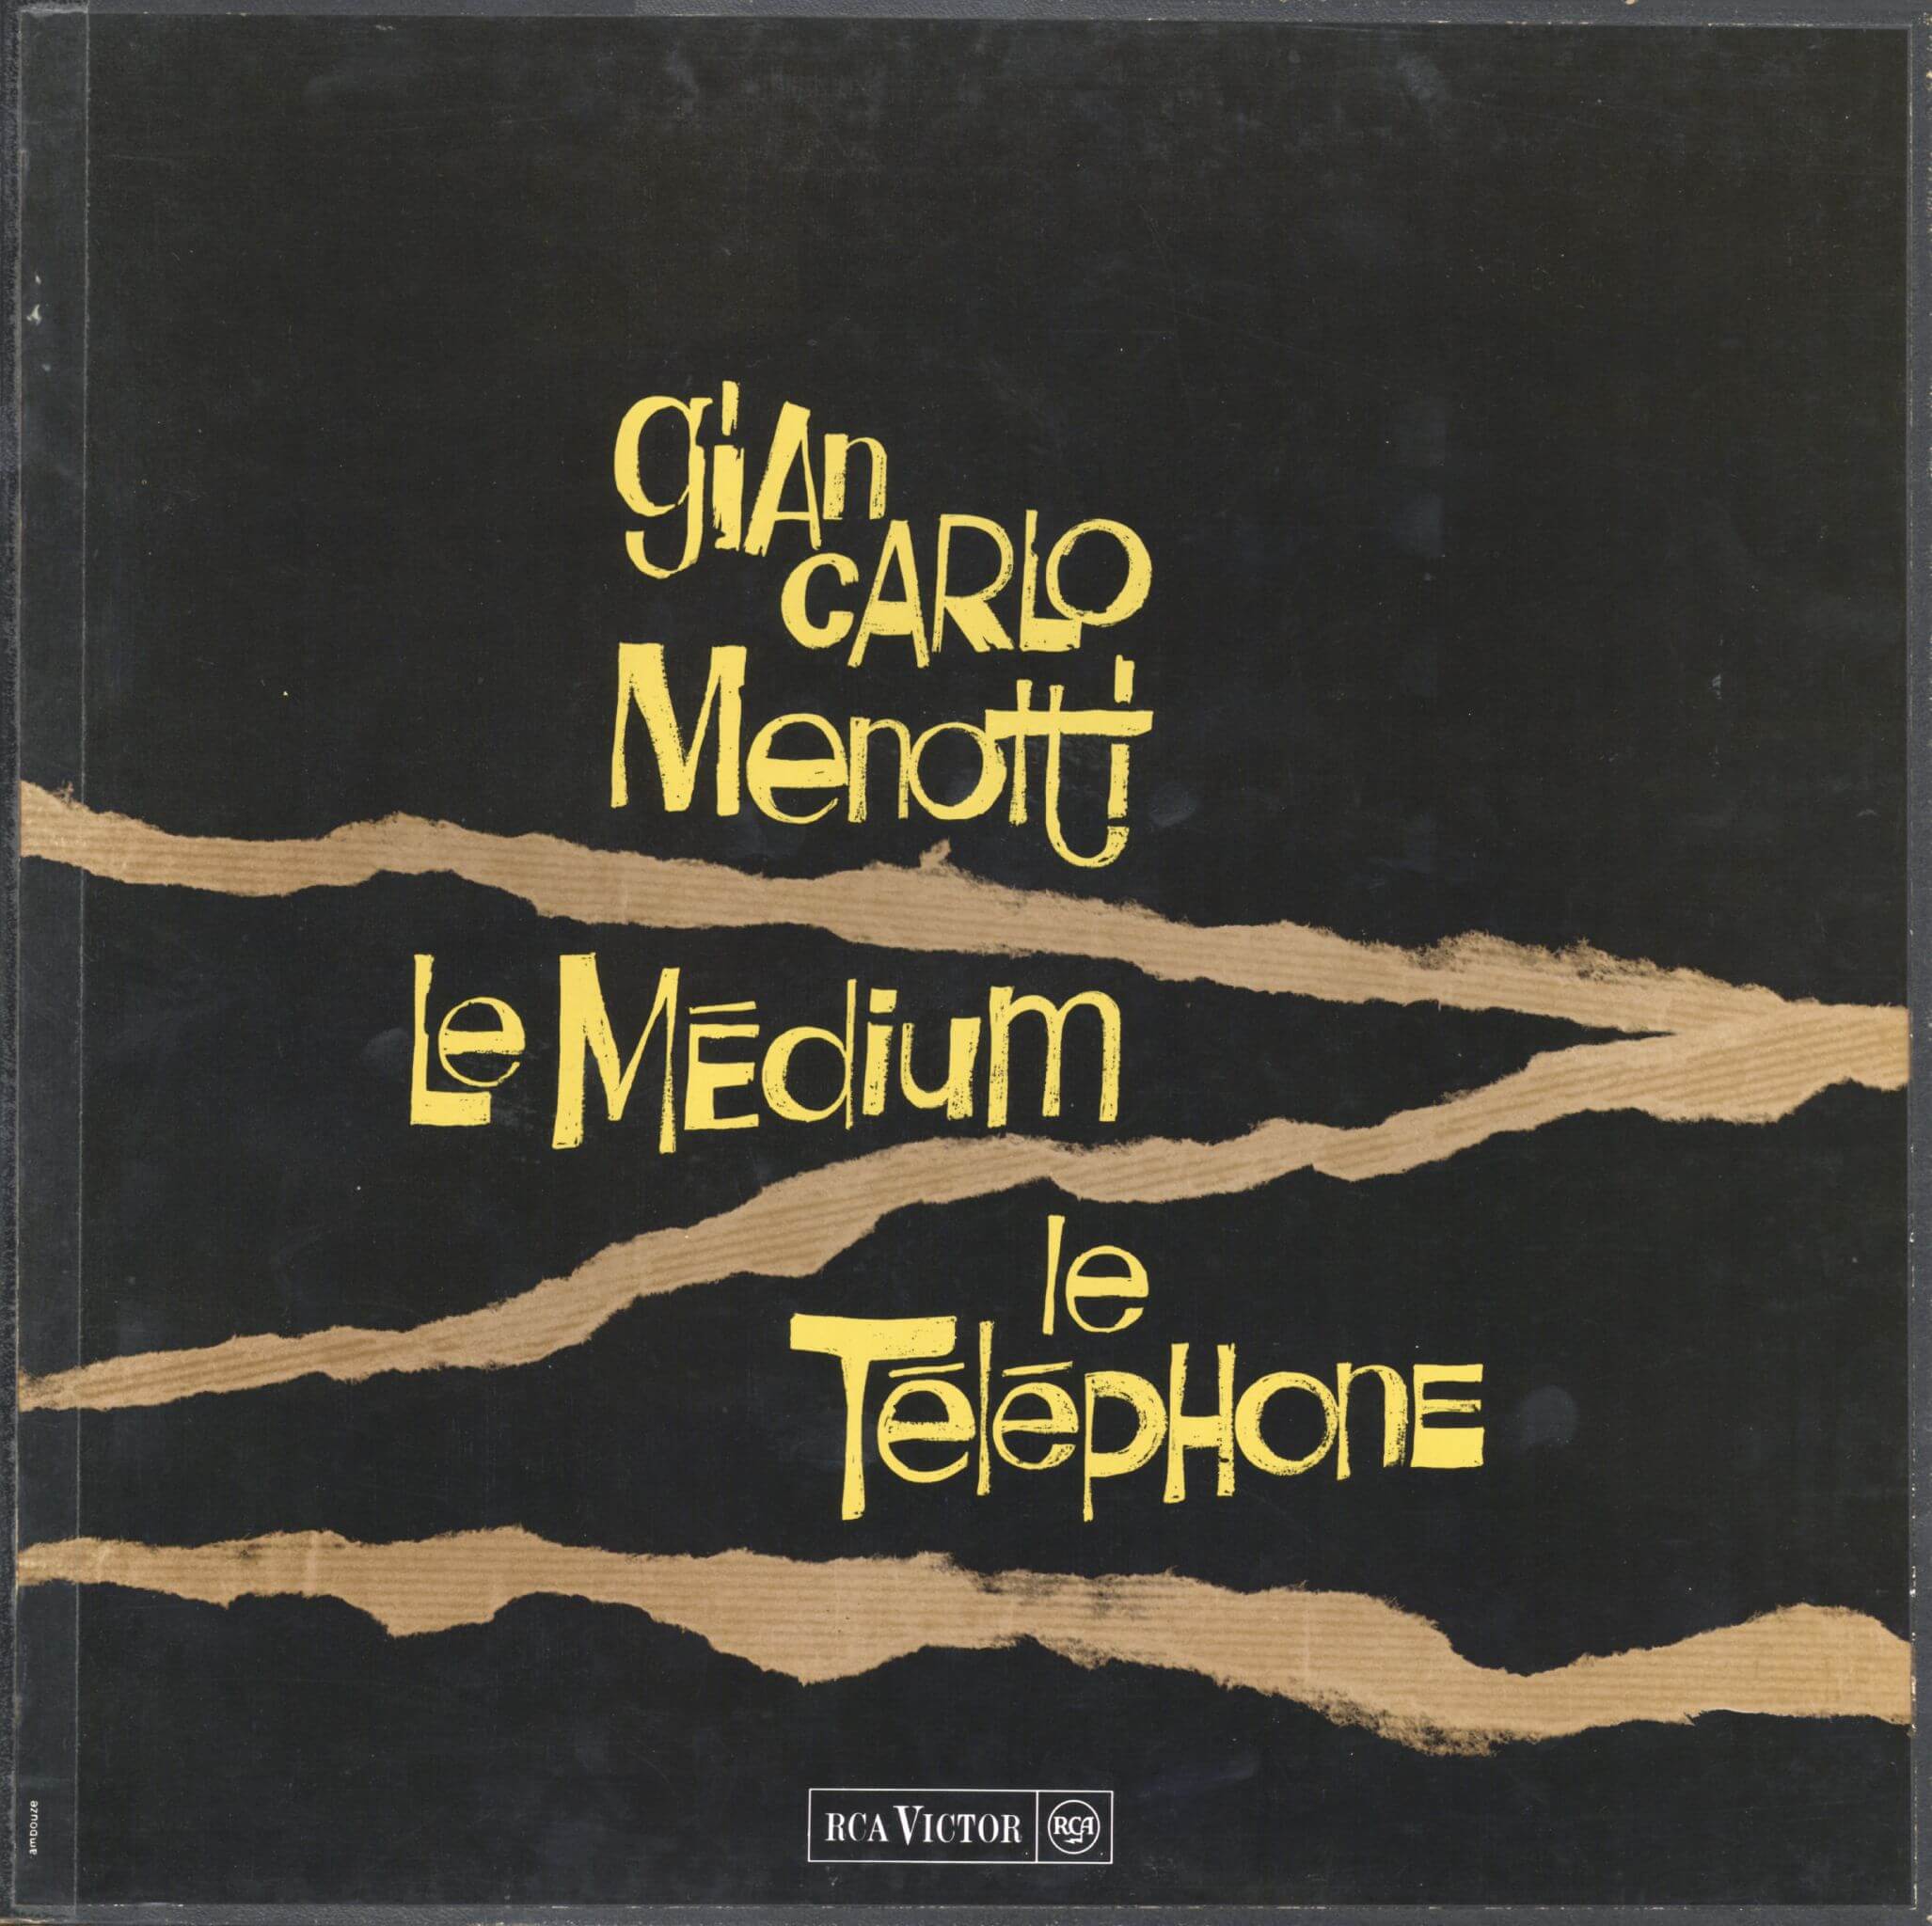 gian
carlo
Menotti
Le Médium
le
Téléphone
RCA VICTOR RCA
ambouze